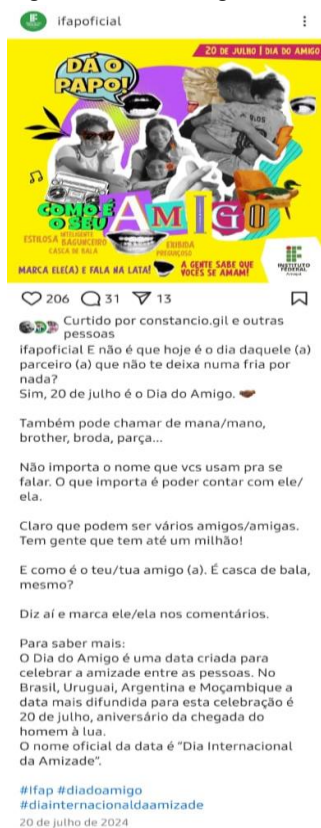 ifapoficial
20 DE JULHO | DIA DO AMIGO
DÁ O
PAPO!
COMO É
O SEU
AMIGO
ESTILOSA INTELIGENTE
BAGUNCEIRO
CASCA DE BALA
EXIBIDA
PREGUIÇOSO
MARCA ELE(A) E FALA NA LATA!
A GENTE SABE QUE
VOCÊS SE AMAM!
INSTITUTO
FEDERAL
Amapá
206 31 13
Curtido por constancio.gil e outras
pessoas
ifapoficial E não é que hoje é o dia daquele (a)
parceiro (a) que não te deixa numa fria por
nada?
Sim, 20 de julho é o Dia do Amigo. 🤝🏾
Também pode chamar de mana/mano,
brother, broda, parça...
Não importa o nome que vcs usam pra se
falar. O que importa é poder contar com ele/
ela.
Claro que podem ser vários amigos/amigas.
Tem gente que tem até um milhão!
E como é o teu/tua amigo (a). É casca de bala,
mesmo?
Diz aí e marca ele/ela nos comentários.
Para saber mais:
O Dia do Amigo é uma data criada para
celebrar a amizade entre as pessoas. No
Brasil, Uruguai, Argentina e Moçambique a
data mais difundida para esta celebração é
20 de julho, aniversário da chegada do
homem à lua.
O nome oficial da data é “Dia Internacional
da Amizade”.
#Ifap #diadoamigo
#diainternacionaldaamizade
20 de julho de 2024